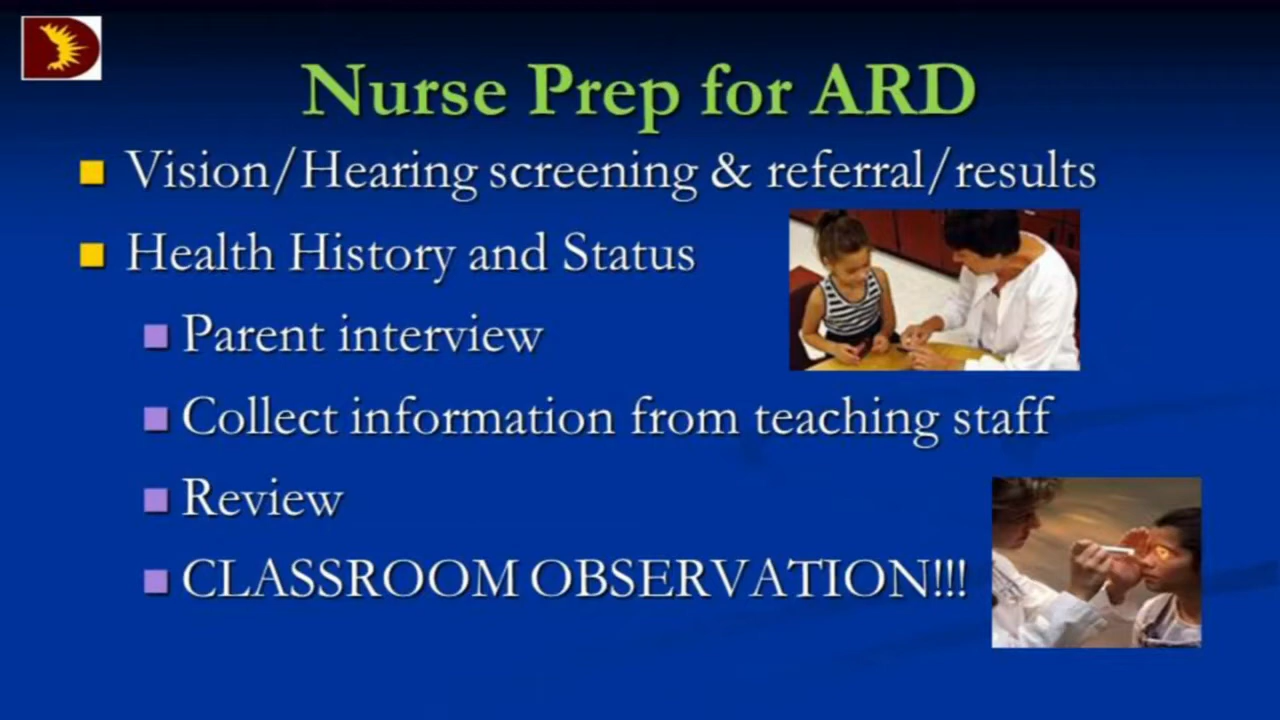 Nurse Prep for ARD
Vision/Hearing screening & referral/results
Health History and Status
Parent interview
Collect information from teaching staff
Review
CLASSROOM OBSERVATION!!!